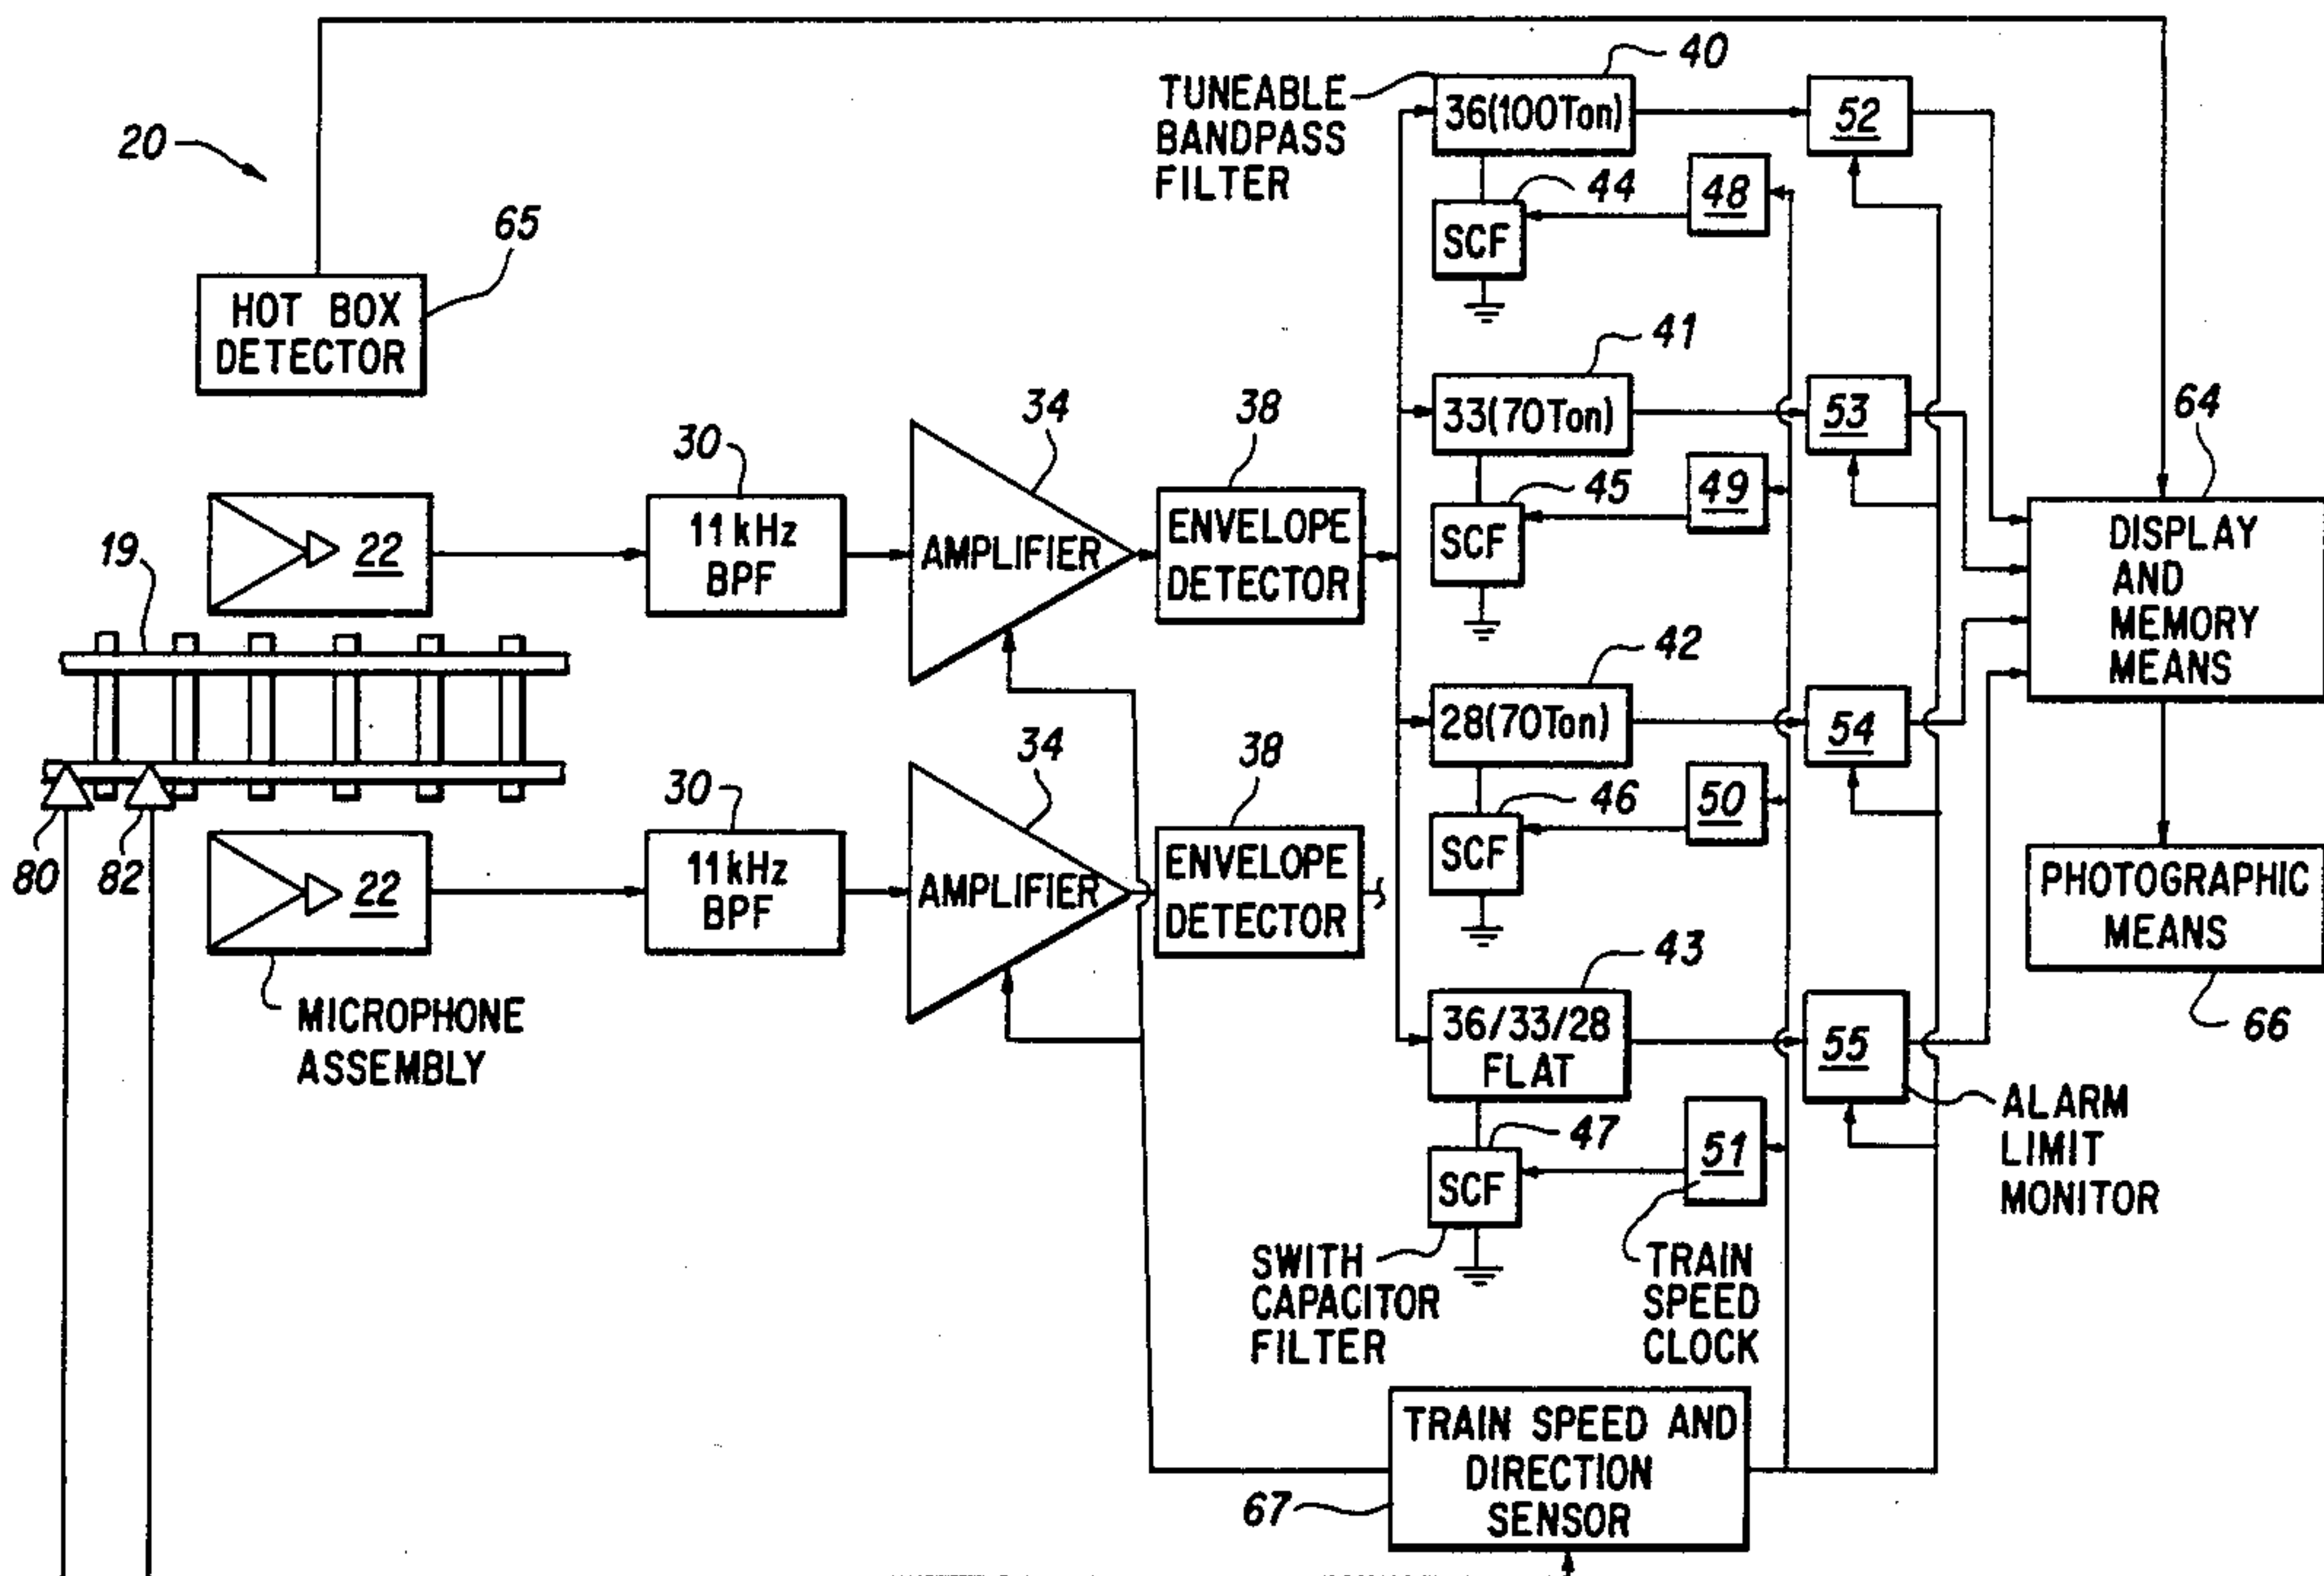 20
65
HOT BOX
DETECTOR
TUNEABLE
BANDPASS
FILTER
40
36(100Ton)
52
44
48
SCF
41
33(70Ton)
53
45
49
SCF
42
28(70Ton)
54
46
50
SCF
43
36/33/28
FLAT
55
47
51
SCF
SWITH
CAPACITOR
FILTER
TRAIN
SPEED
CLOCK
ALARM
LIMIT
MONITOR
64
DISPLAY
AND
MEMORY
MEANS
PHOTOGRAPHIC
MEANS
66
19
22
30
11kHz
BPF
34
AMPLIFIER
38
ENVELOPE
DETECTOR
80
82
22
MICROPHONE
ASSEMBLY
30
11kHz
BPF
34
AMPLIFIER
38
ENVELOPE
DETECTOR
TRAIN SPEED AND
DIRECTION
SENSOR
67